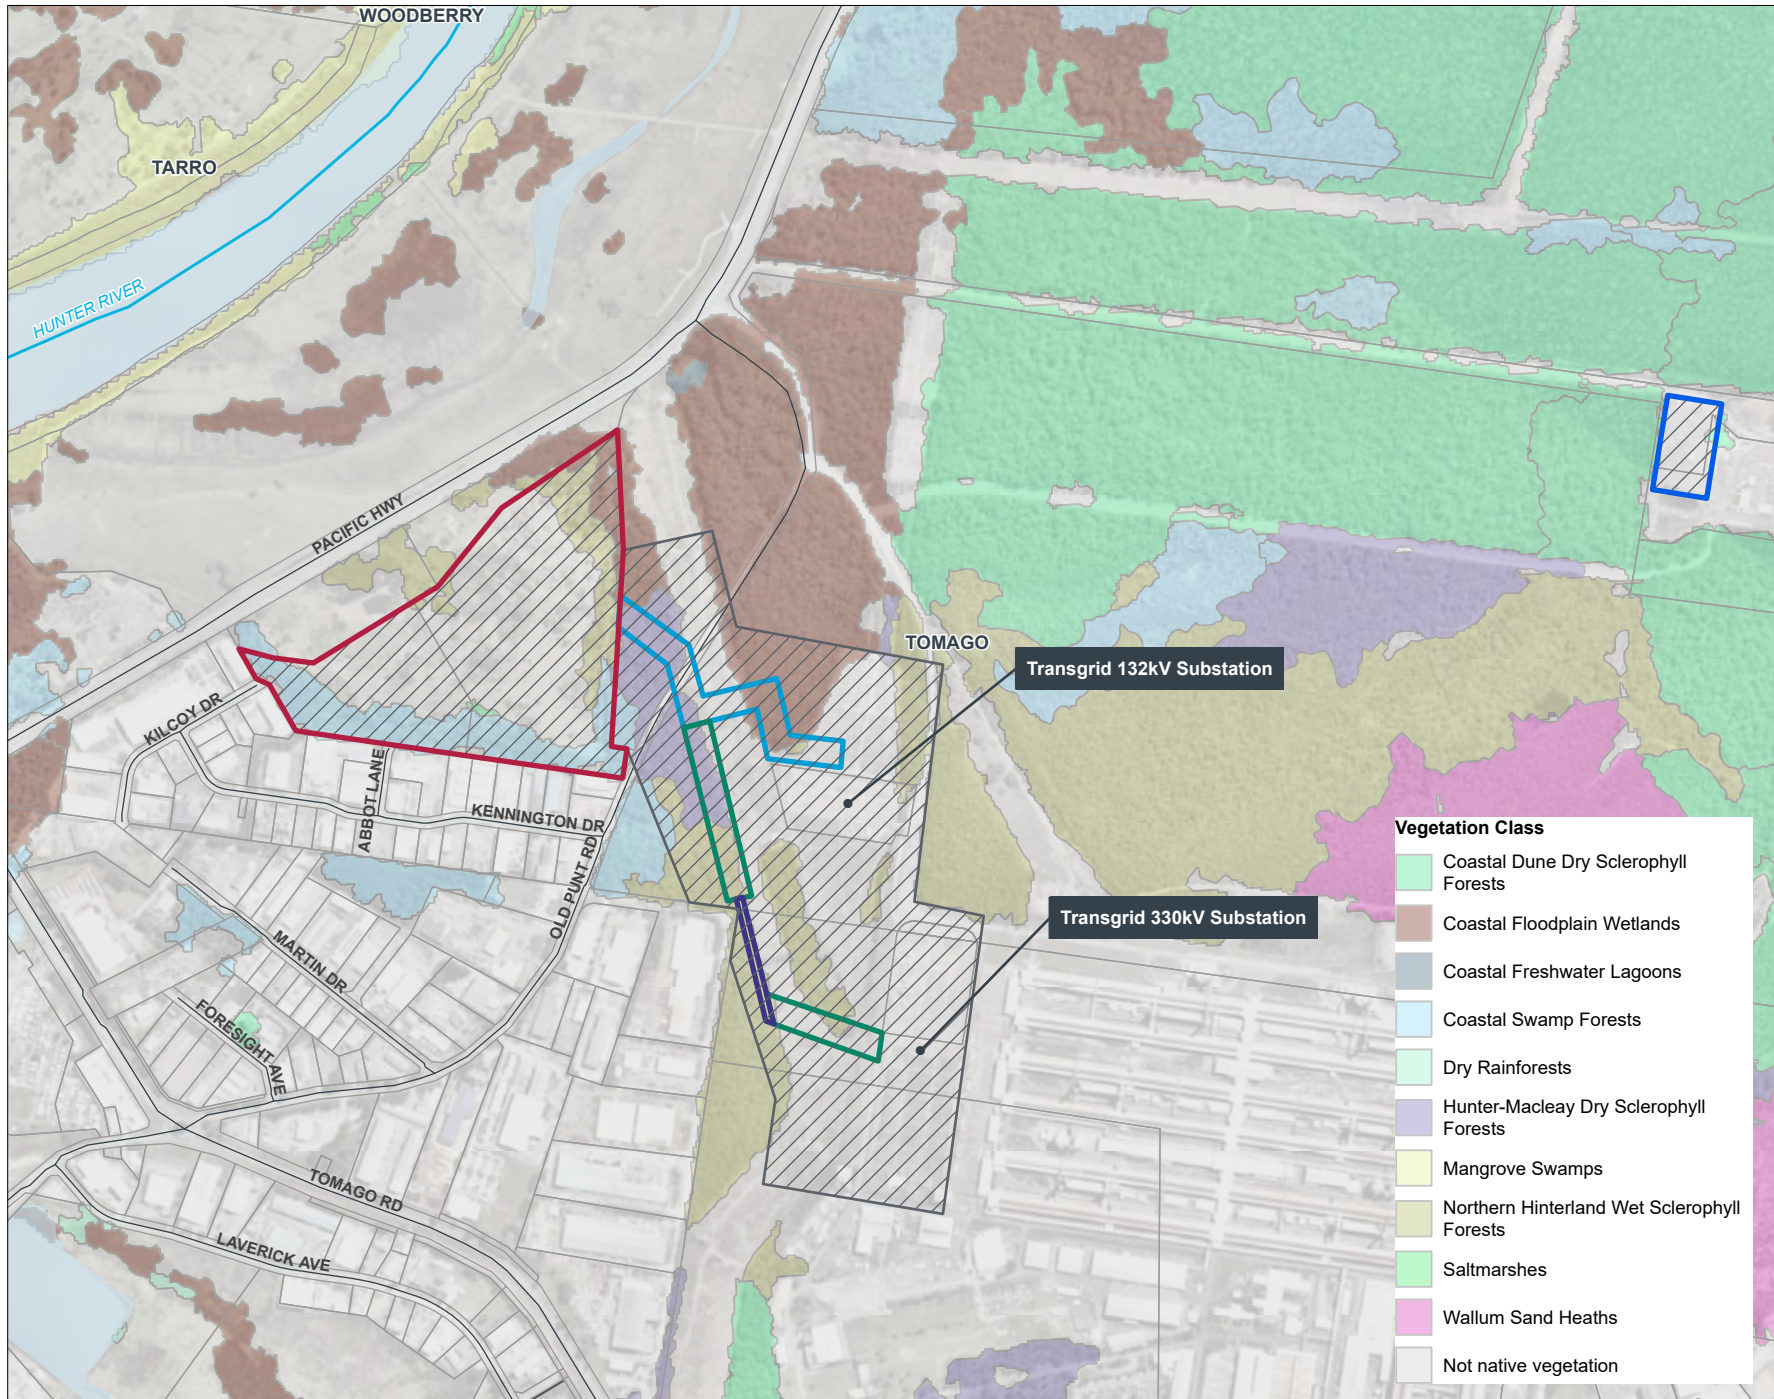 WOODBERRY
TARRO
HUNTER RIVER
PACIFIC HWY
TOMAGO
Transgrid 132kV Substation
KILCOY DR
ABBOT LANE
KENNINGTON DR
OLD PUNT RD
Transgrid 330kV Substation
MARTIN DR
FORESIGHT AVE
TOMAGO RD
LAVERICK AVE
Vegetation Class
Coastal Dune Dry Sclerophyll
Forests
Coastal Floodplain Wetlands
Coastal Freshwater Lagoons
Coastal Swamp Forests
Dry Rainforests
Hunter-Macleay Dry Sclerophyll
Forests
Mangrove Swamps
Northern Hinterland Wet Sclerophyll
Forests
Saltmarshes
Wallum Sand Heaths
Not native vegetation